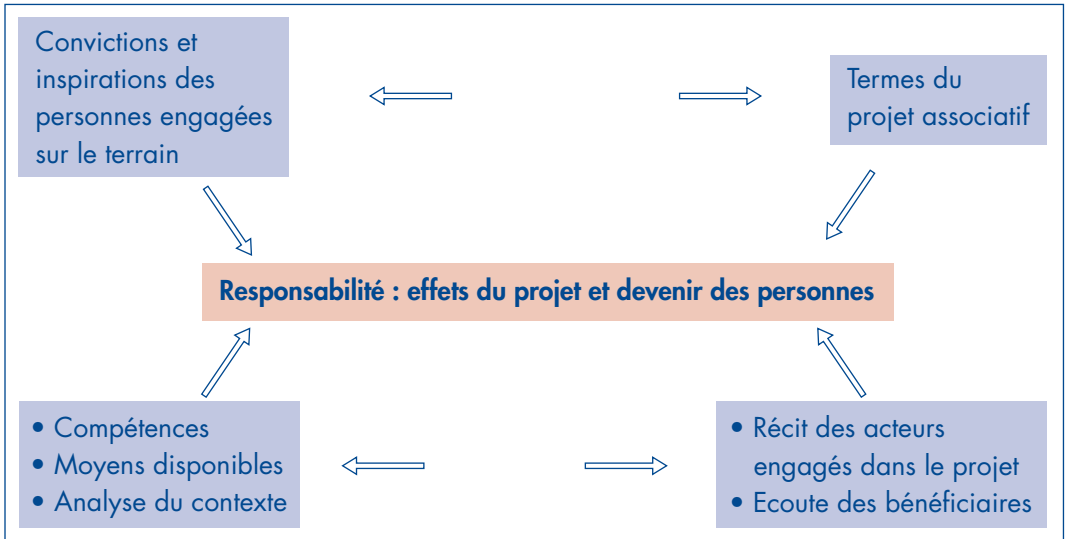 Convictions et
inspirations des
personnes engagées
sur le terrain
Termes du
projet associatif
Responsabilité : effets du projet et devenir des personnes
• Compétences
• Moyens disponibles
• Analyse du contexte
• Récit des acteurs
engagés dans le projet
• Ecoute des bénéficiaires